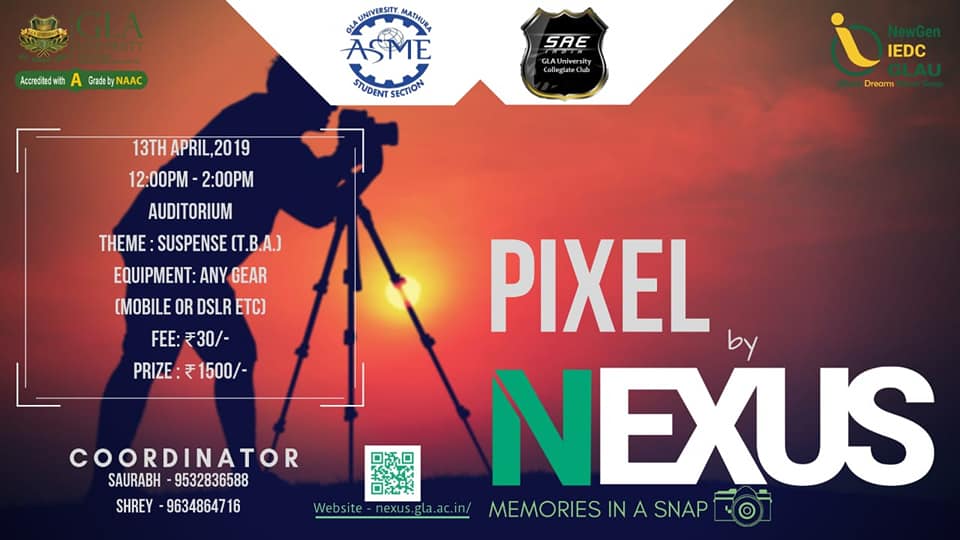 GLA
UNIVERSITY
Accredited with A Grade by NAAC
GLA UNIVERSITY MATHURA
ASME
STUDENT SECTION
SAE
INDIA
GLA University
Collegiate Club
NewGen
IEDC
GLAU
Dream
13TH APRIL,2019
12:00PM - 2:00PM
AUDITORIUM
THEME : SUSPENSE (T.B.A.)
EQUIPMENT: ANY GEAR
(MOBILE OR DSLR ETC)
FEE: ₹30/-
PRIZE : ₹1500/-
PIXEL
by
NEXUS
MEMORIES IN A SNAP
COORDINATOR
SAURABH - 9532836588
SHREY - 9634864716
Website - nexus.gla.ac.in/